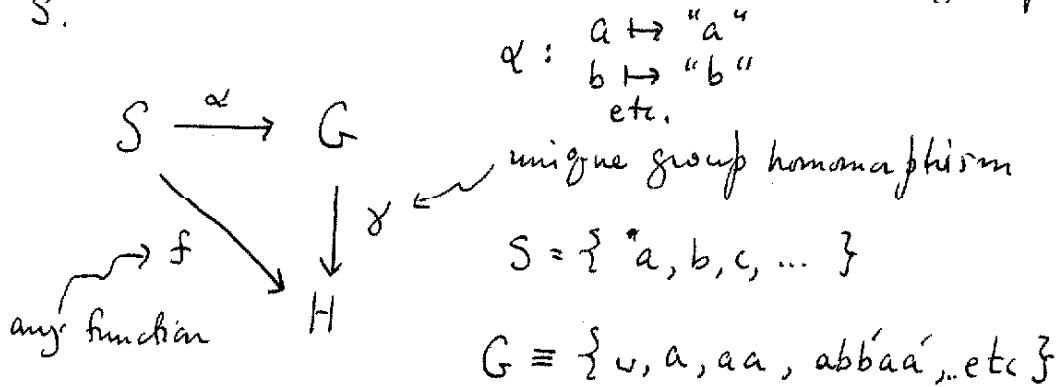 S.
α : a ↦ "a"
b ↦ "b"
etc.
S α G
unique group homomorphism
γ
f
S = { a, b, c, ... }
any function
H
G ≡ { υ, a, aa, abb'aa', .. etc }